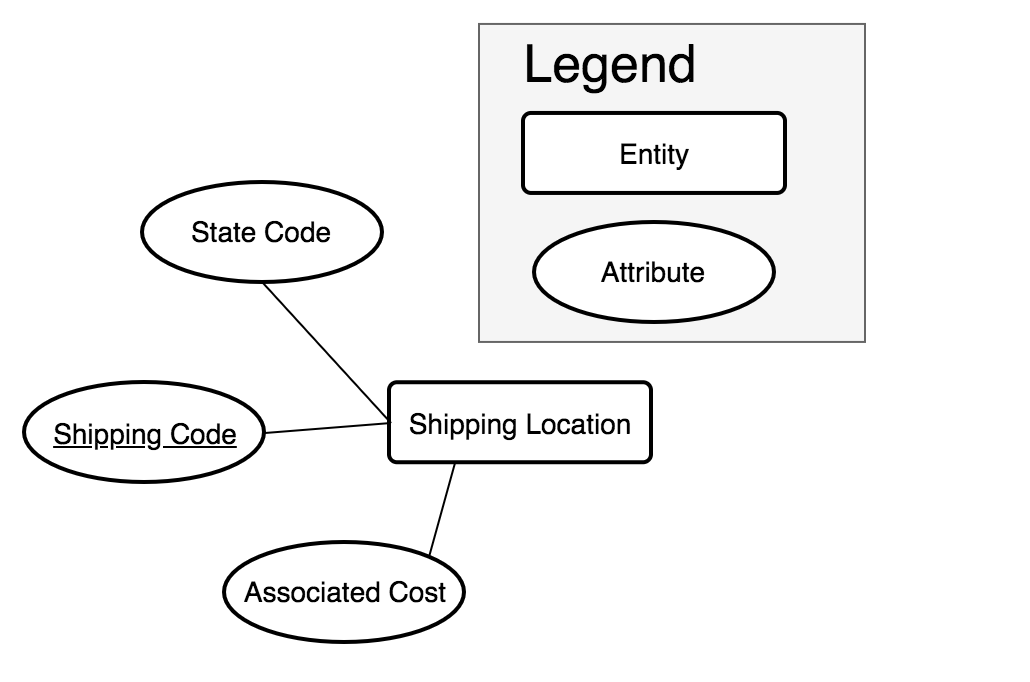 Legend
Entity
Attribute
State Code
Shipping Code
Shipping Location
Associated Cost